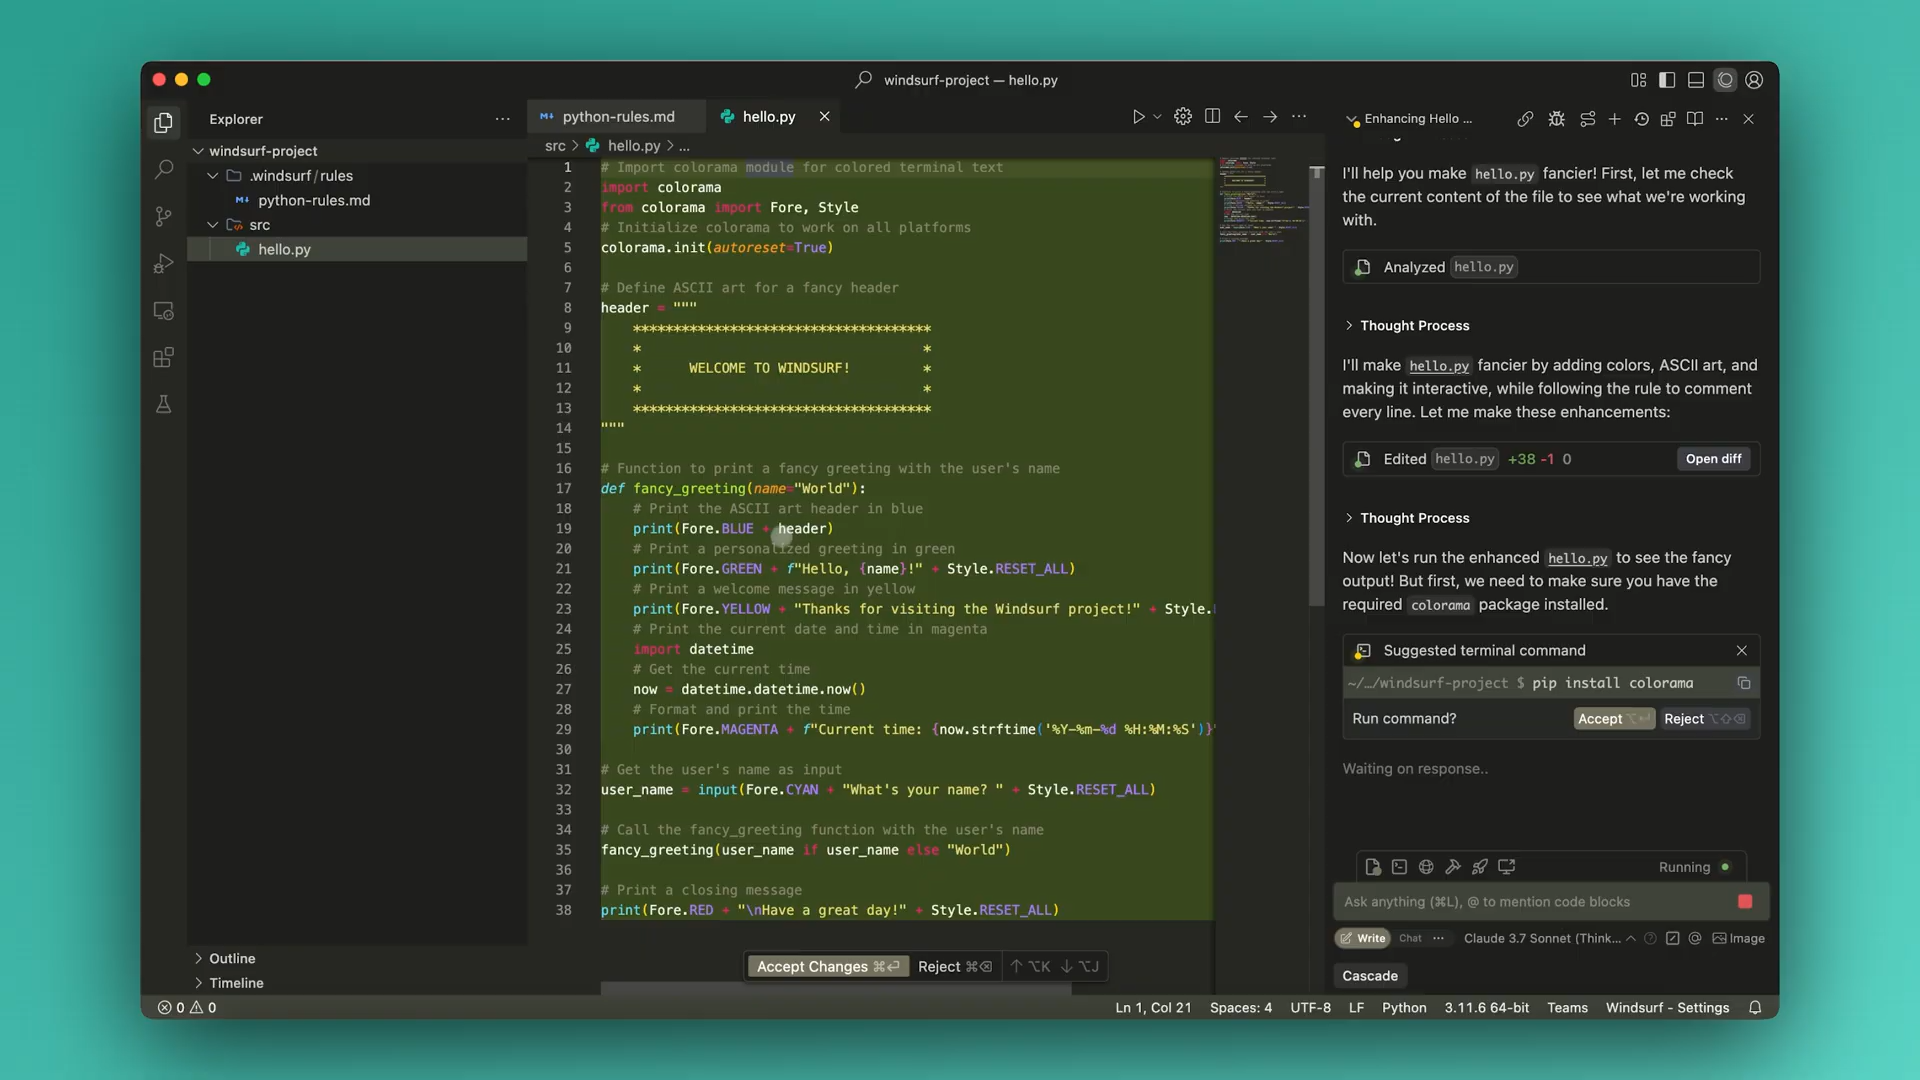 windsurf-project — hello.py
Explorer
windsurf-project
.windsurf/rules
python-rules.md
src
hello.py
Outline
Timeline
python-rules.md
hello.py
src > hello.py > ...
1 # Import colorama module for colored terminal text
2 import colorama
3 from colorama import Fore, Style
4 # Initialize colorama to work on all platforms
5 colorama.init(autoreset=True)
6
7 # Define ASCII art for a fancy header
8 header = """
9 *************************************
10 * *
11 * WELCOME TO WINDSURF! *
12 * *
13 *************************************
14 """
15
16 # Function to print a fancy greeting with the user's name
17 def fancy_greeting(name="World"):
18 # Print the ASCII art header in blue
19 print(Fore.BLUE + header)
20 # Print a personalized greeting in green
21 print(Fore.GREEN + f"Hello, {name}!" + Style.RESET_ALL)
22 # Print a welcome message in yellow
23 print(Fore.YELLOW + "Thanks for visiting the Windsurf project!" + Style.
24 # Print the current date and time in magenta
25 import datetime
26 # Get the current time
27 now = datetime.datetime.now()
28 # Format and print the time
29 print(Fore.MAGENTA + f"Current time: {now.strftime('%Y-%m-%d %H:%M:%S')}"
30
31 # Get the user's name as input
32 user_name = input(Fore.CYAN + "What's your name? " + Style.RESET_ALL)
33
34 # Call the fancy_greeting function with the user's name
35 fancy_greeting(user_name if user_name else "World")
36
37 # Print a closing message
38 print(Fore.RED + "\nHave a great day!" + Style.RESET_ALL)
Accept Changes ⌘⏎ Reject ⌘⌫ ↑ ⌥K ↓ ⌥J
Enhancing Hello ...
I'll help you make hello.py fancier! First, let me check
the current content of the file to see what we're working
with.
Analyzed hello.py
Thought Process
I'll make hello.py fancier by adding colors, ASCII art, and
making it interactive, while following the rule to comment
every line. Let me make these enhancements:
Edited hello.py +38 -1 0 Open diff
Thought Process
Now let's run the enhanced hello.py to see the fancy
output! But first, we need to make sure you have the
required colorama package installed.
Suggested terminal command
~/…/windsurf-project $ pip install colorama
Run command? Accept ⌥⏎ Reject ⌥⇧⌫
Waiting on response..
Running
Ask anything (⌘L), @ to mention code blocks
Write Chat ... Claude 3.7 Sonnet (Think... Image
Cascade
0 0
Ln 1, Col 21 Spaces: 4 UTF-8 LF Python 3.11.6 64-bit Teams Windsurf - Settings